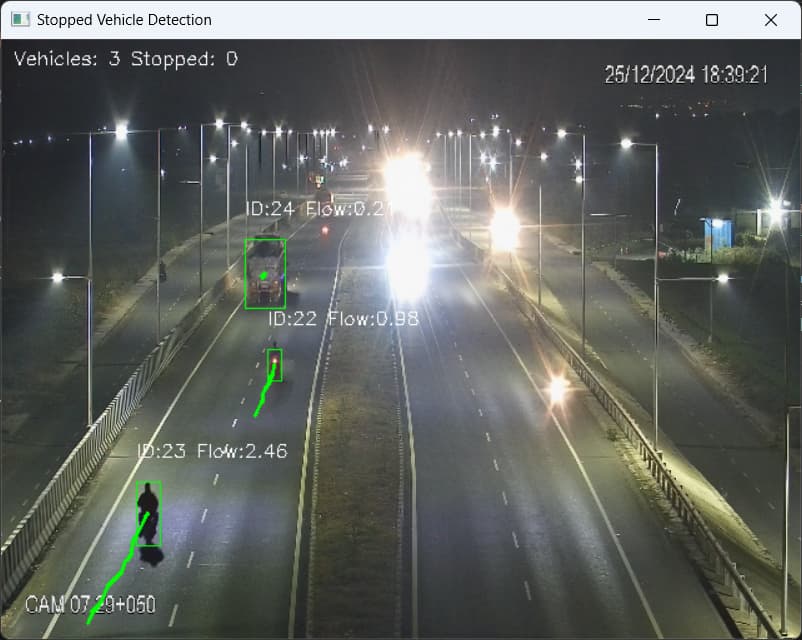 Stopped Vehicle Detection
Vehicles: 3 Stopped: 0
25/12/2024 18:39:21
ID:24 Flow:0.21
ID:22 Flow:0.98
ID:23 Flow:2.46
CAM 07 29+050